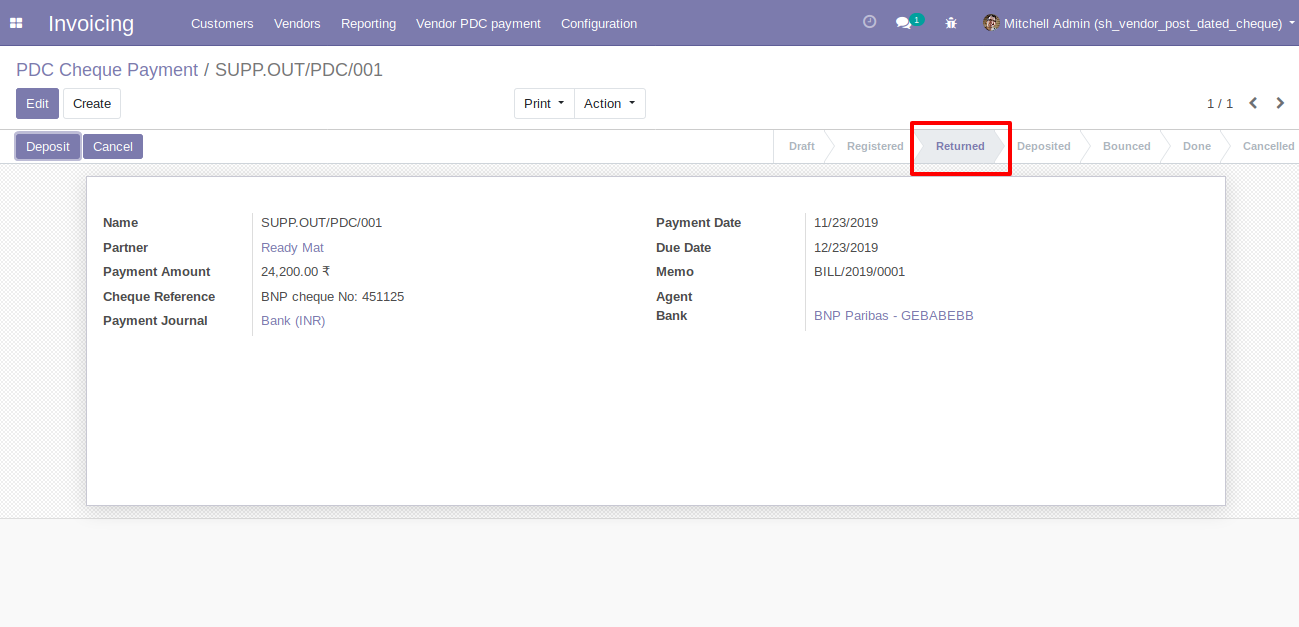 Invoicing Customers Vendors Reporting Vendor PDC payment Configuration 1 Mitchell Admin (sh_vendor_post_dated_cheque)
PDC Cheque Payment / SUPP.OUT/PDC/001
Edit Create Print Action 1 / 1
Deposit Cancel Draft Registered Returned Deposited Bounced Done Cancelled
Name SUPP.OUT/PDC/001 Payment Date 11/23/2019
Partner Ready Mat Due Date 12/23/2019
Payment Amount 24,200.00 ₹ Memo BILL/2019/0001
Cheque Reference BNP cheque No: 451125 Agent
Payment Journal Bank (INR) Bank BNP Paribas - GEBABEBB